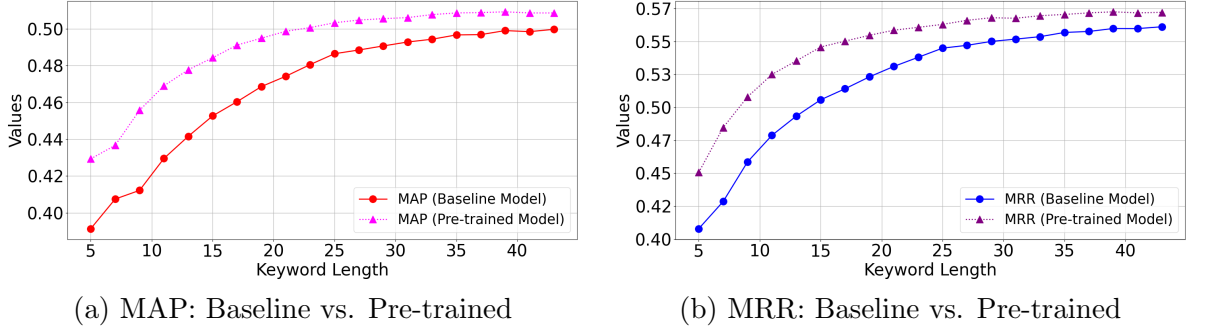 0.50
0.48
0.46
0.44
0.42
0.40
Values
5 10 15 20 25 30 35 40
Keyword Length
MAP (Baseline Model)
MAP (Pre-trained Model)
(a) MAP: Baseline vs. Pre-trained
0.57
0.55
0.53
0.50
0.47
0.45
0.42
0.40
Values
5 10 15 20 25 30 35 40
Keyword Length
MRR (Baseline Model)
MRR (Pre-trained Model)
(b) MRR: Baseline vs. Pre-trained